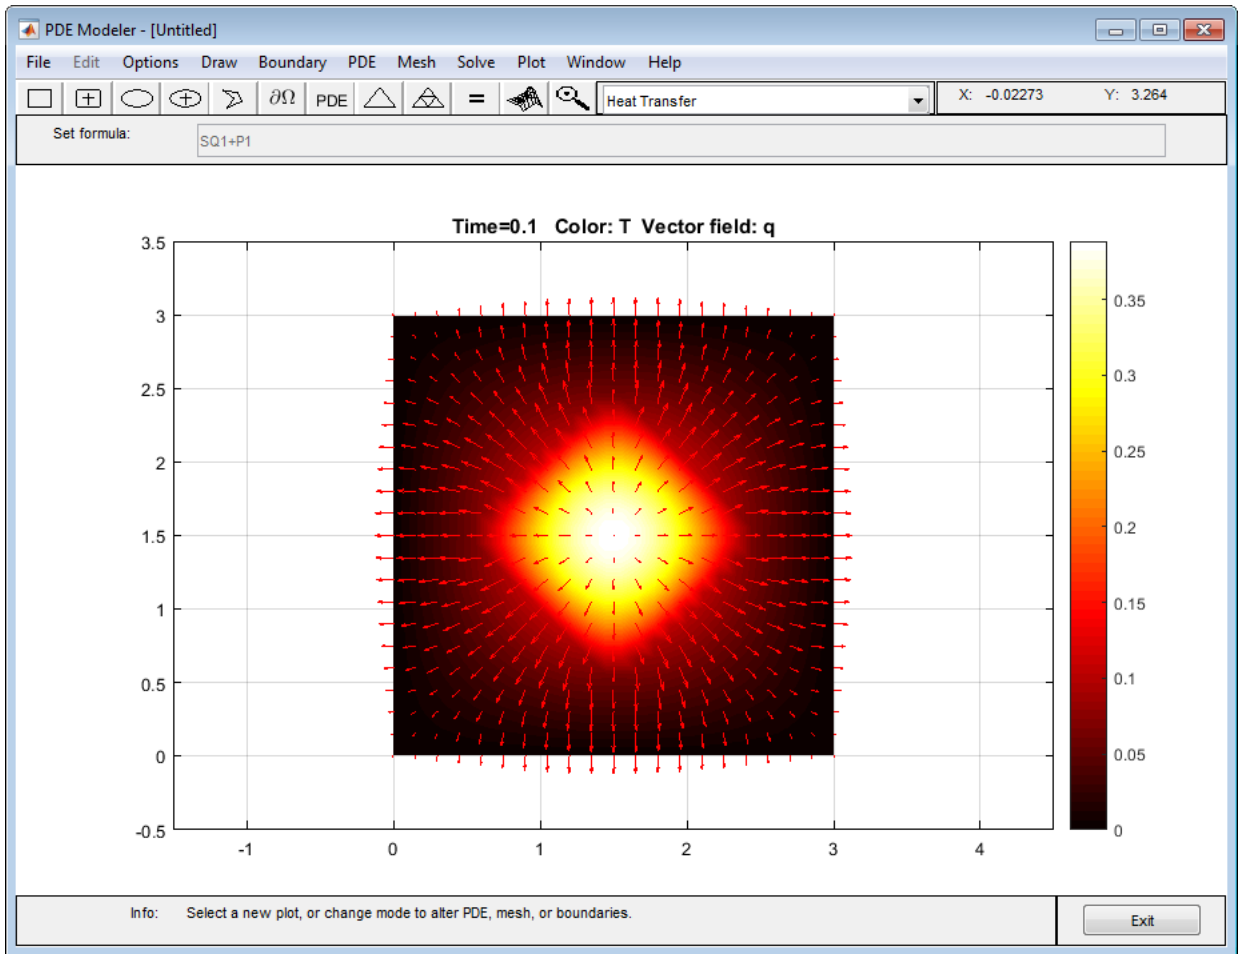 PDE Modeler - [Untitled]
File Edit Options Draw Boundary PDE Mesh Solve Plot Window Help
∂Ω PDE = Heat Transfer X: -0.02273 Y: 3.264
Set formula: SQ1+P1
Time=0.1 Color: T Vector field: q
3.5
3
2.5
2
1.5
1
0.5
0
-0.5
-1 0 1 2 3 4
0.35
0.3
0.25
0.2
0.15
0.1
0.05
0
Info: Select a new plot, or change mode to alter PDE, mesh, or boundaries.
Exit